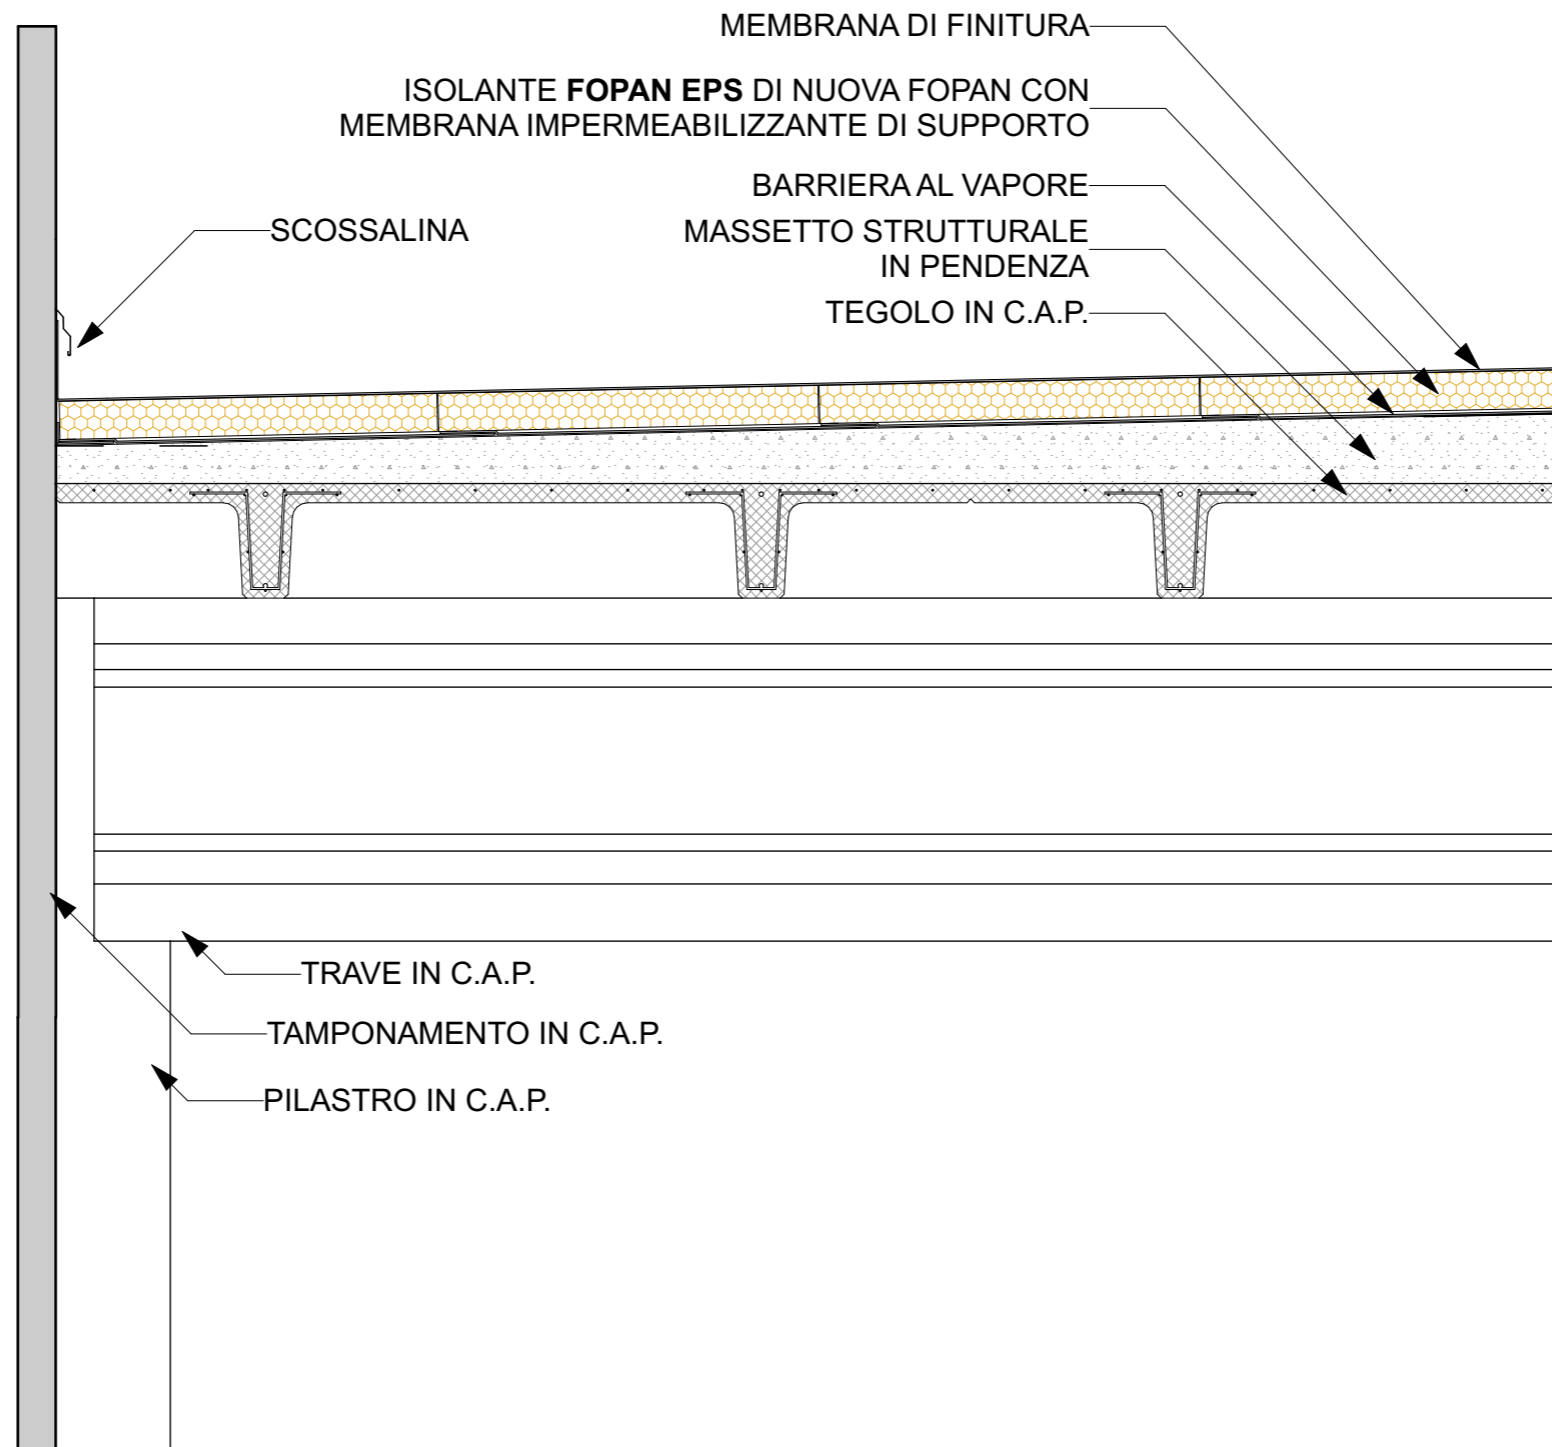 MEMBRANA DI FINITURA
ISOLANTE FOPAN EPS DI NUOVA FOPAN CON
MEMBRANA IMPERMEABILIZZANTE DI SUPPORTO
BARRIERA AL VAPORE
SCOSSALINA
MASSETTO STRUTTURALE
IN PENDENZA
TEGOLO IN C.A.P.
TRAVE IN C.A.P.
TAMPONAMENTO IN C.A.P.
PILASTRO IN C.A.P.